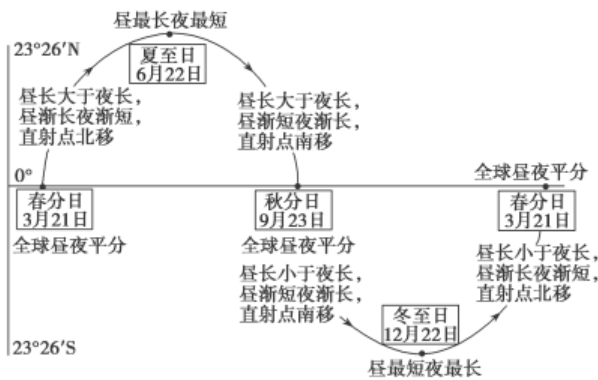 昼最长夜最短
23°26′N
夏至日
6月22日
昼长大于夜长，
昼渐长夜渐短，
直射点北移
昼长大于夜长，
昼渐短夜渐长，
直射点南移
0°
全球昼夜平分
春分日
3月21日
秋分日
9月23日
春分日
3月21日
全球昼夜平分
全球昼夜平分
昼长小于夜长，
昼渐短夜渐长，
直射点南移
昼长小于夜长，
昼渐长夜渐短，
直射点北移
冬至日
12月22日
23°26′S
昼最短夜最长